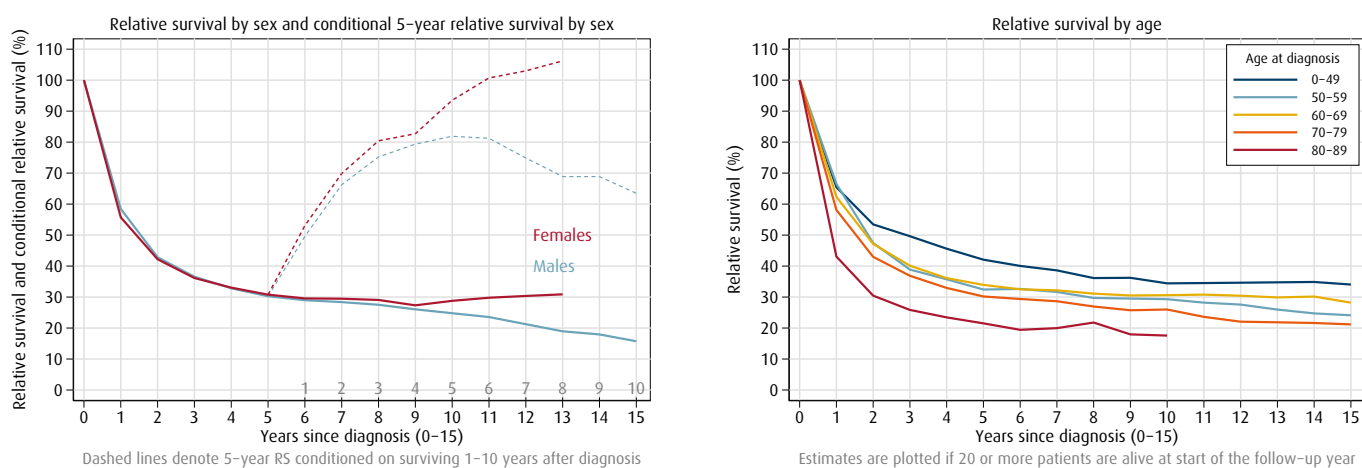 Relative survival by sex and conditional 5-year relative survival by sex
Relative survival and conditional relative survival (%)
110
100
90
80
70
60
50
40
30
20
10
0
Females
Males
1 2 3 4 5 6 7 8 9 10
0 1 2 3 4 5 6 7 8 9 10 11 12 13 14 15
Years since diagnosis (0–15)
Dashed lines denote 5-year RS conditioned on surviving 1–10 years after diagnosis
Relative survival by age
Relative survival (%)
110
100
90
80
70
60
50
40
30
20
10
0
Age at diagnosis
0–49
50–59
60–69
70–79
80–89
0 1 2 3 4 5 6 7 8 9 10 11 12 13 14 15
Years since diagnosis (0–15)
Estimates are plotted if 20 or more patients are alive at start of the follow-up year